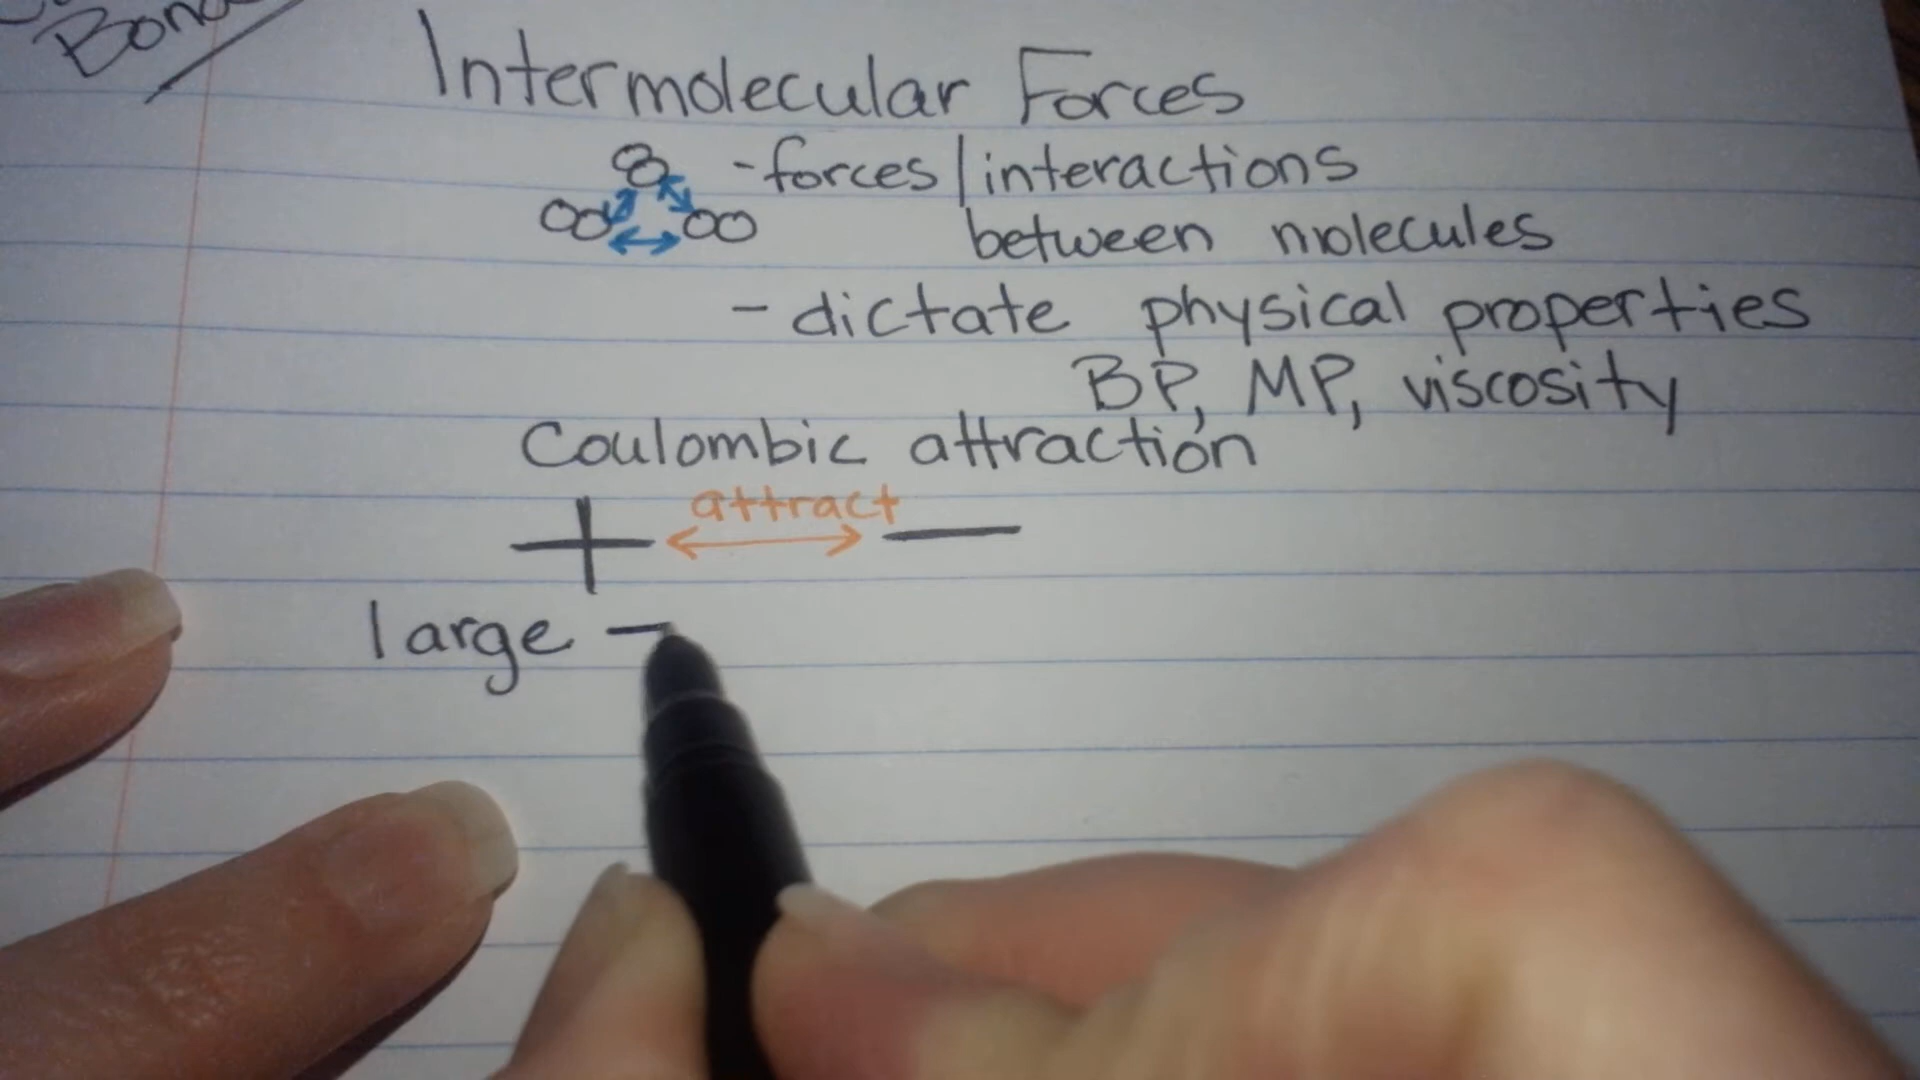 Intermolecular Forces
-forces/interactions
between molecules
- dictate physical properties
BP, MP, viscosity
Coulombic attraction
+ attract —
large -